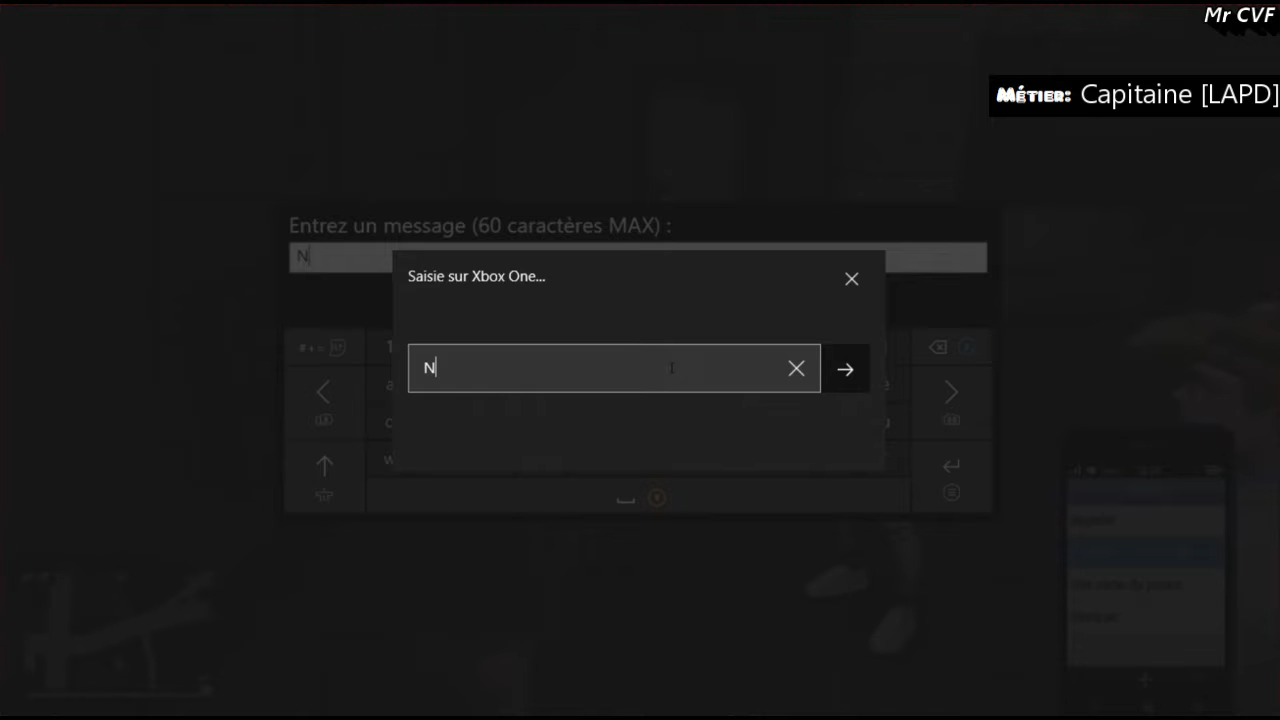 Mr CVF
MÉTIER: Capitaine [LAPD]
Entrez un message (60 caractères MAX) :
N
Saisie sur Xbox One...
N